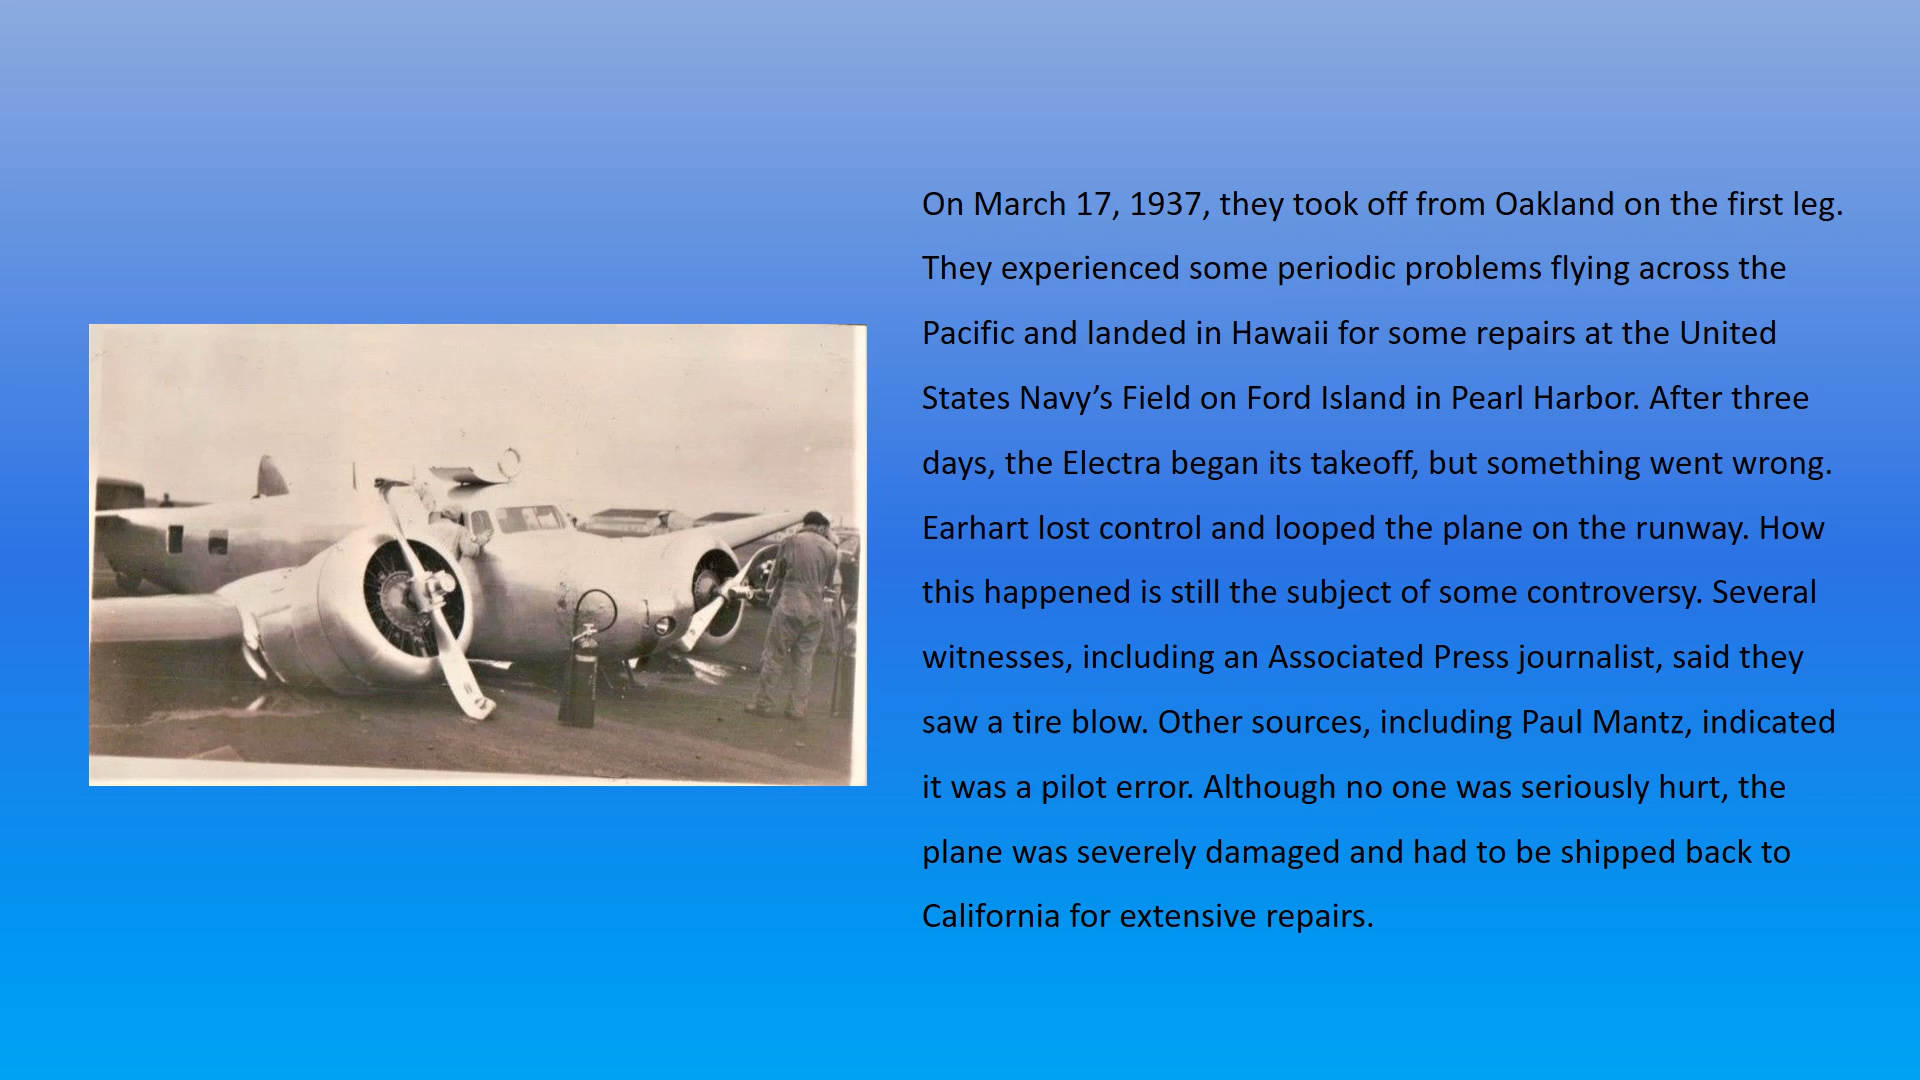 On March 17, 1937, they took off from Oakland on the first leg.
They experienced some periodic problems flying across the
Pacific and landed in Hawaii for some repairs at the United
States Navy’s Field on Ford Island in Pearl Harbor. After three
days, the Electra began its takeoff, but something went wrong.
Earhart lost control and looped the plane on the runway. How
this happened is still the subject of some controversy. Several
witnesses, including an Associated Press journalist, said they
saw a tire blow. Other sources, including Paul Mantz, indicated
it was a pilot error. Although no one was seriously hurt, the
plane was severely damaged and had to be shipped back to
California for extensive repairs.